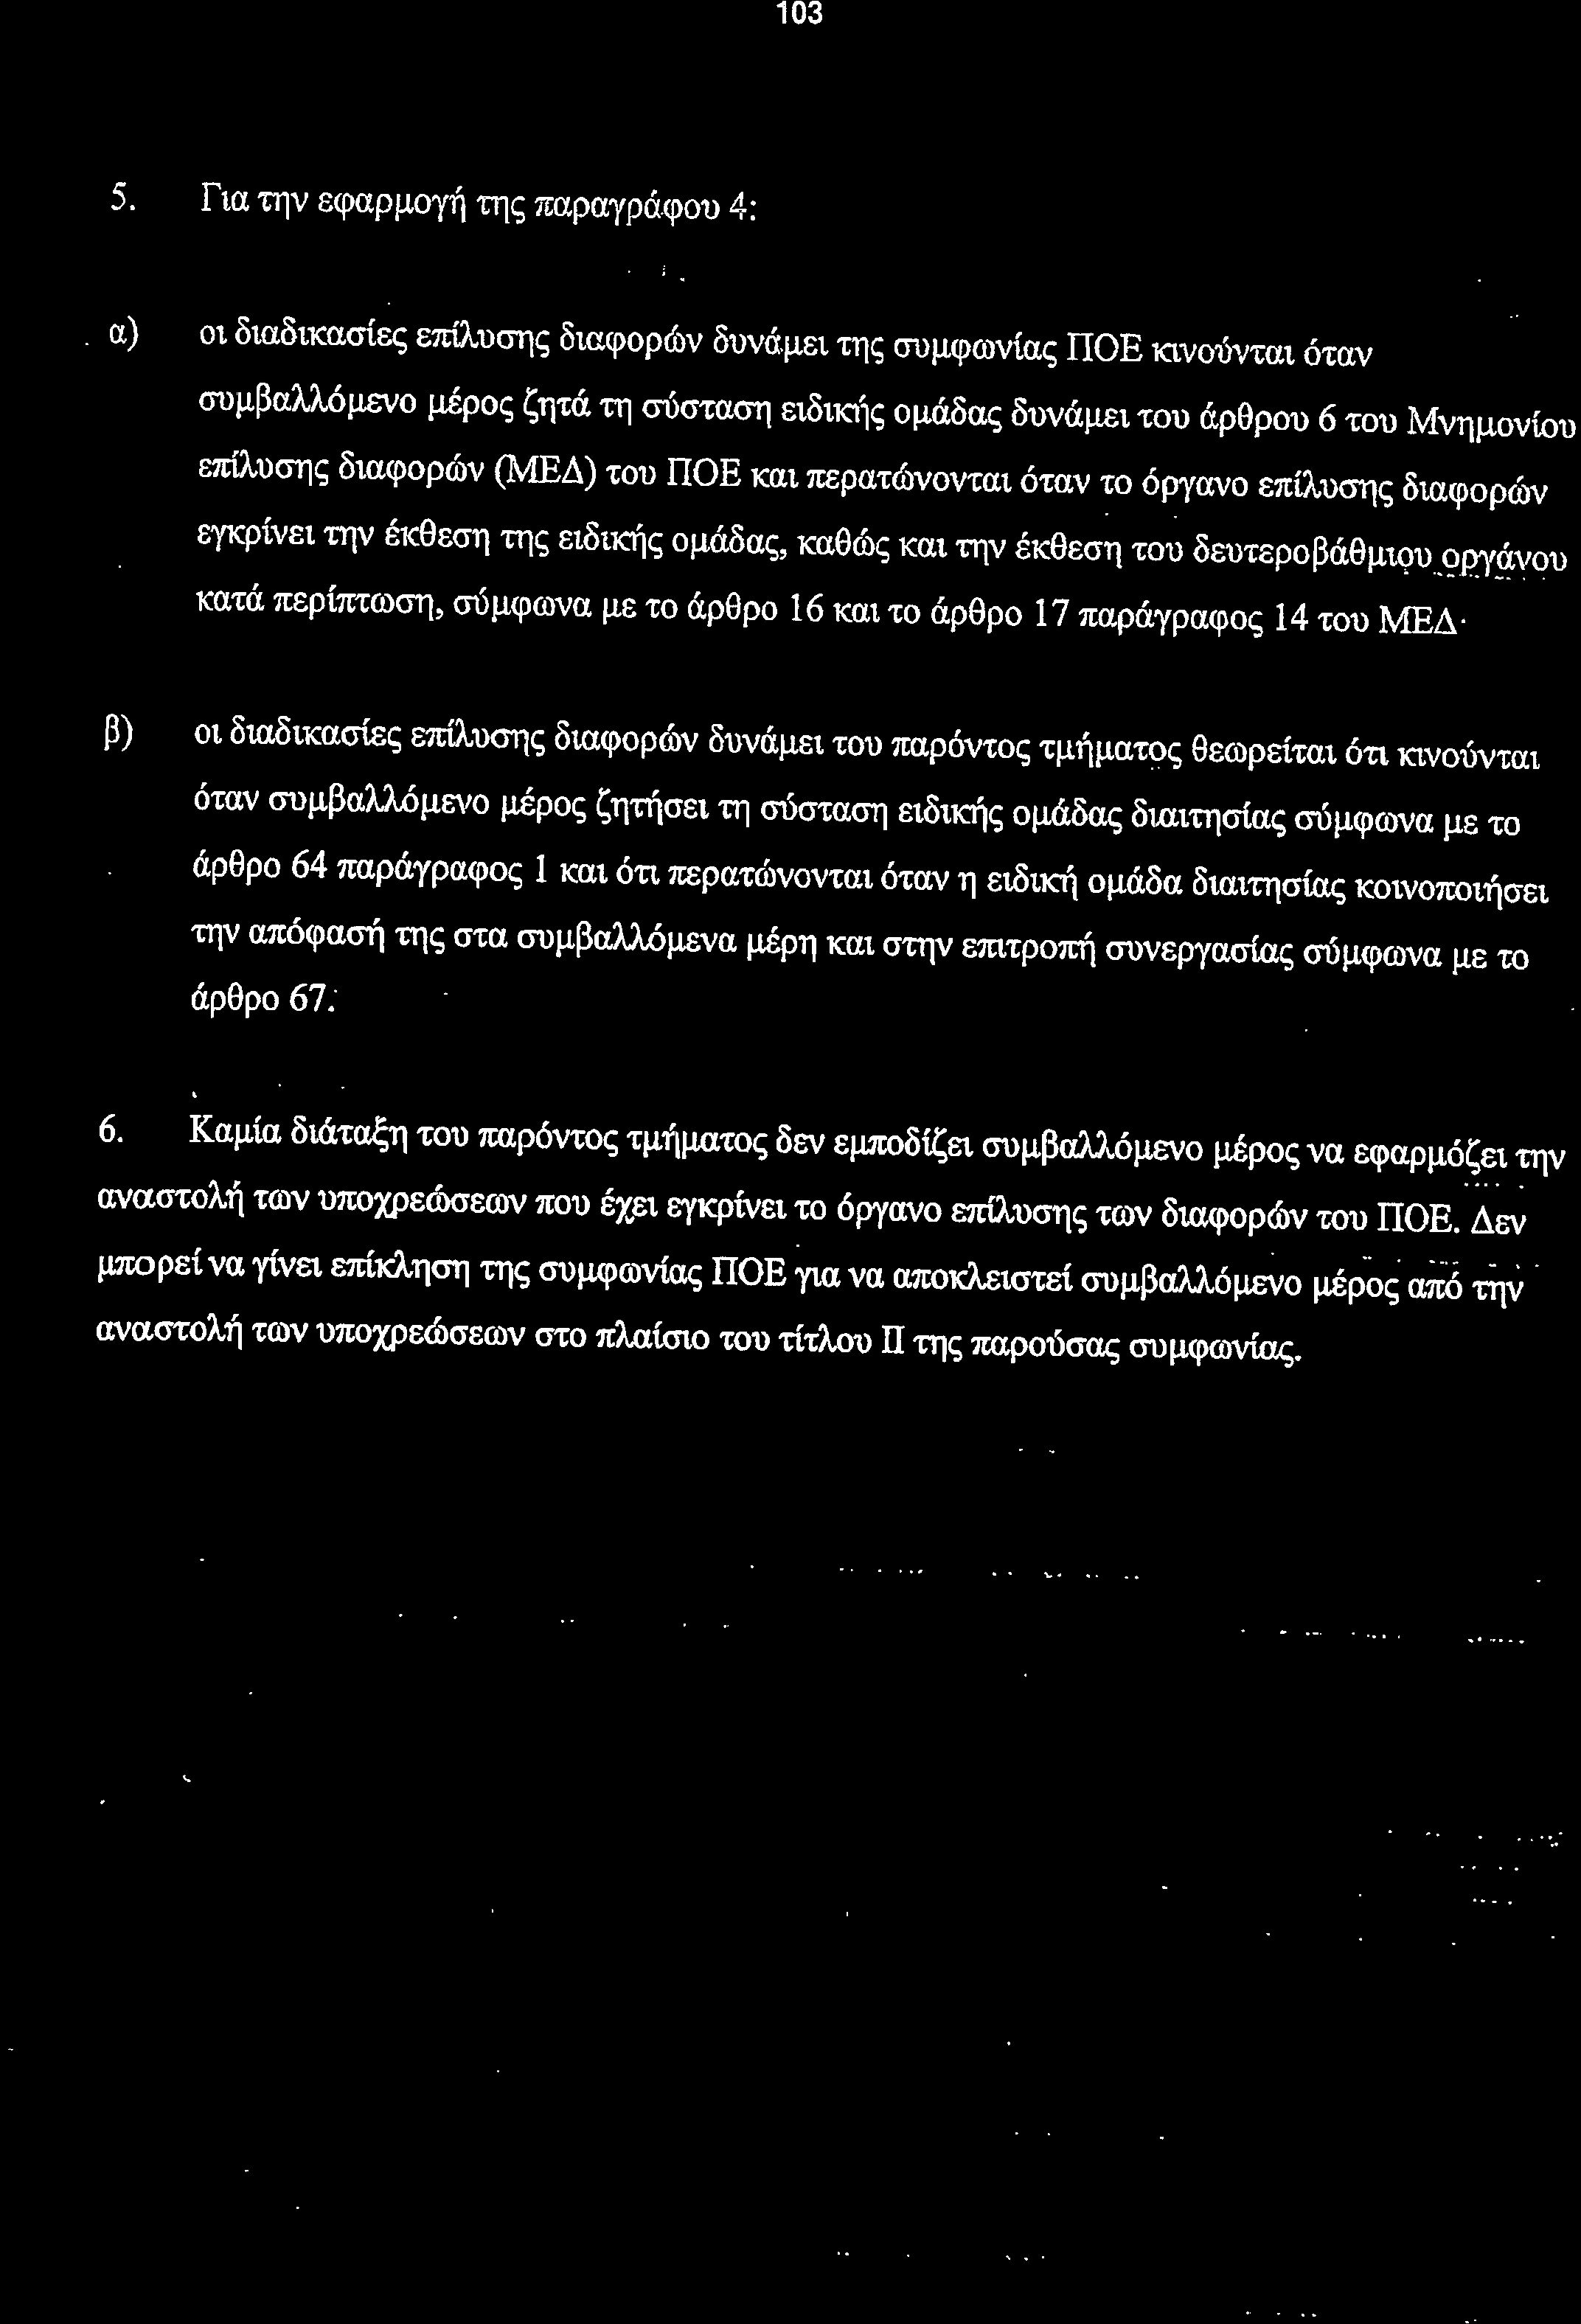 103
5. Για την εφαρμογή της παραγράφου 4:
α) οι διαδικασίες επίλυσης διαφορών δυνάμει της συμφωνίας ΠΟΕ κινούνται όταν
συμβαλλόμενο μέρος ζητά τη σύσταση ειδικής ομάδας δυνάμει του άρθρου 6 του Μνημονίου
επίλυσης διαφορών (ΜΕΔ) του ΠΟΕ και περατώνονται όταν το όργανο επίλυσης διαφορών
εγκρίνει την έκθεση της ειδικής ομάδας, καθώς και την έκθεση του δευτεροβάθμιου οργάνου
κατά περίπτωση, σύμφωνα με το άρθρο 16 και το άρθρο 17 παράγραφος 14 του ΜΕΔ·
β) οι διαδικασίες επίλυσης διαφορών δυνάμει του παρόντος τμήματος θεωρείται ότι κινούνται
όταν συμβαλλόμενο μέρος ζητήσει τη σύσταση ειδικής ομάδας διαιτησίας σύμφωνα με το
άρθρο 64 παράγραφος 1 και ότι περατώνονται όταν η ειδική ομάδα διαιτησίας κοινοποιήσει
την απόφασή της στα συμβαλλόμενα μέρη και στην επιτροπή συνεργασίας σύμφωνα με το
άρθρο 67.
6. Καμία διάταξη του παρόντος τμήματος δεν εμποδίζει συμβαλλόμενο μέρος να εφαρμόζει την
αναστολή των υποχρεώσεων που έχει εγκρίνει το όργανο επίλυσης των διαφορών του ΠΟΕ. Δεν
μπορεί να γίνει επίκληση της συμφωνίας ΠΟΕ για να αποκλειστεί συμβαλλόμενο μέρος από την
αναστολή των υποχρεώσεων στο πλαίσιο του τίτλου ΙΙ της παρούσας συμφωνίας.